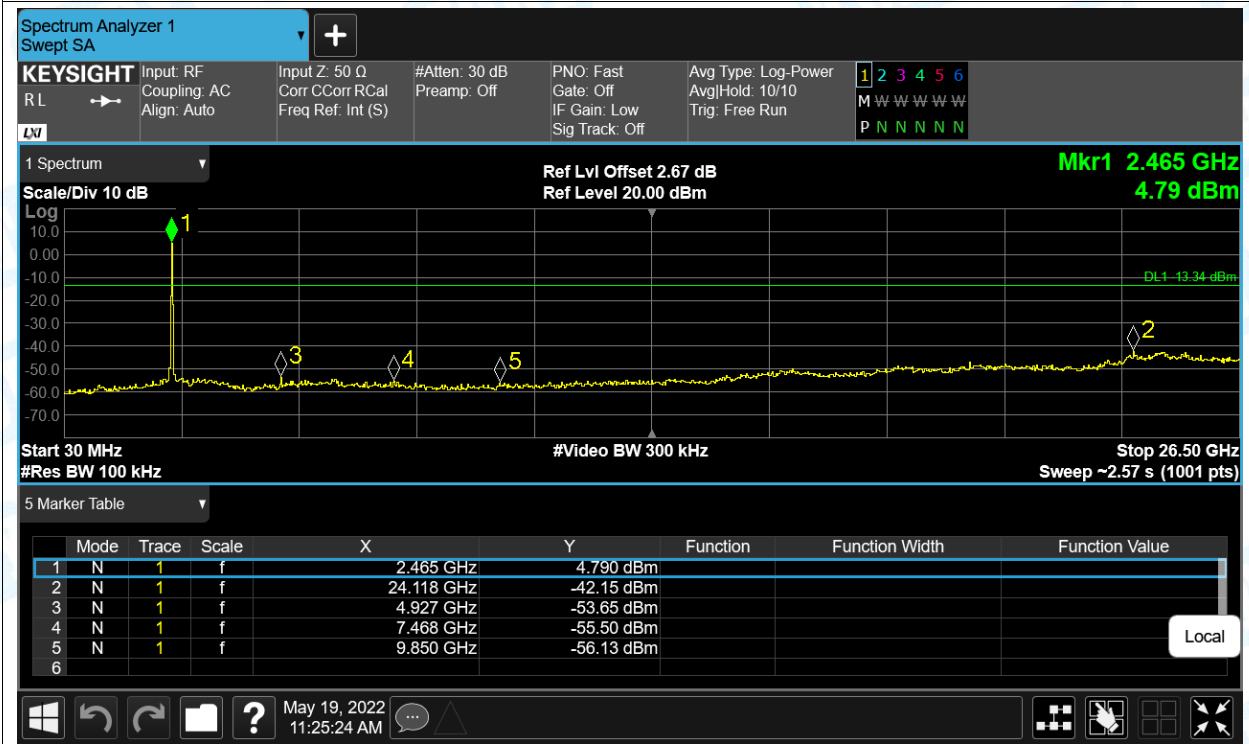 Spectrum Analyzer 1
Swept SA
KEYSIGHT
R L
LXI
Input: RF
Coupling: AC
Align: Auto
Input Z: 50 Ω
Corr CCorr RCal
Freq Ref: Int (S)
#Atten: 30 dB
Preamp: Off
PNO: Fast
Gate: Off
IF Gain: Low
Sig Track: Off
Avg Type: Log-Power
Avg|Hold: 10/10
Trig: Free Run
1 2 3 4 5 6
M W W W W W
P N N N N N
1 Spectrum
Scale/Div 10 dB
Ref Lvl Offset 2.67 dB
Ref Level 20.00 dBm
Mkr1 2.465 GHz
4.79 dBm
Log
10.0
0.00
-10.0
-20.0
-30.0
-40.0
-50.0
-60.0
-70.0
1
3
4
5
2
DL1 -13.34 dBm
Start 30 MHz
#Res BW 100 kHz
#Video BW 300 kHz
Stop 26.50 GHz
Sweep ~2.57 s (1001 pts)
5 Marker Table
Mode Trace Scale X Y Function Function Width Function Value
1 N 1 f 2.465 GHz 4.790 dBm
2 N 1 f 24.118 GHz -42.15 dBm
3 N 1 f 4.927 GHz -53.65 dBm
4 N 1 f 7.468 GHz -55.50 dBm
5 N 1 f 9.850 GHz -56.13 dBm
6
Local
?
May 19, 2022
11:25:24 AM